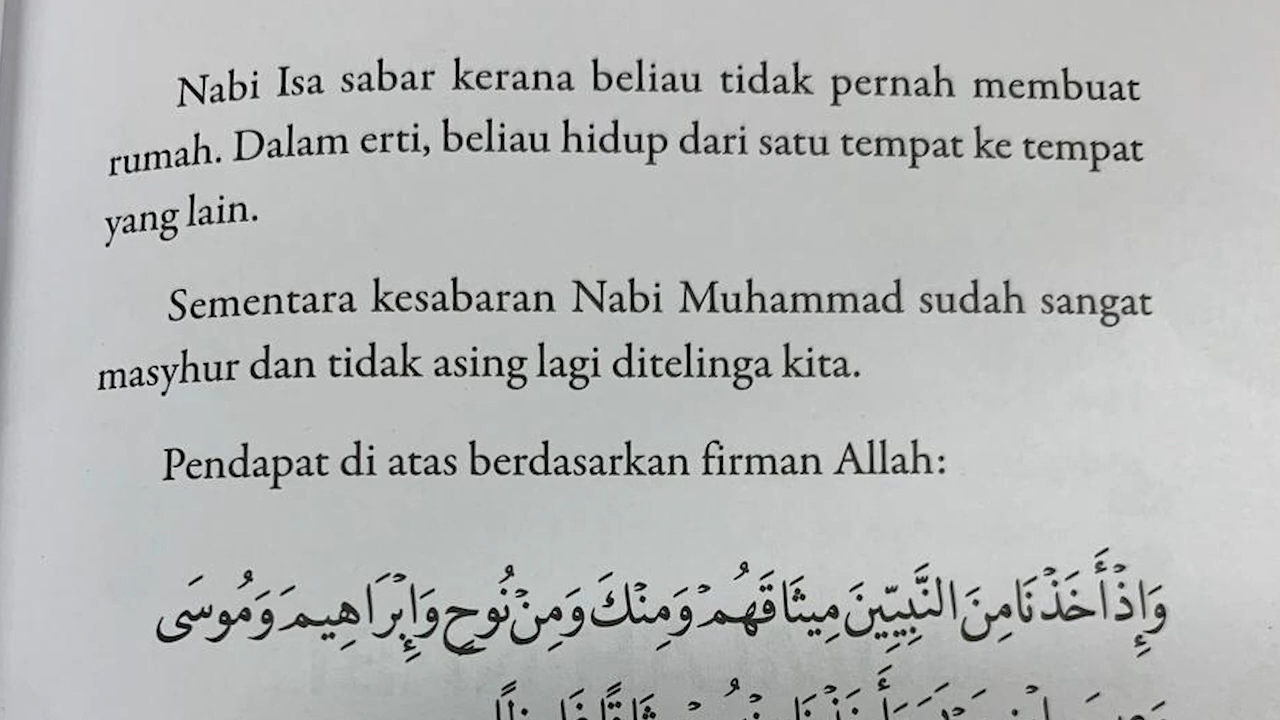 Nabi Isa sabar kerana beliau tidak pernah membuat
rumah. Dalam erti, beliau hidup dari satu tempat ke tempat
yang lain.
Sementara kesabaran Nabi Muhammad sudah sangat
masyhur dan tidak asing lagi ditelinga kita.
Pendapat di atas berdasarkan firman Allah:
وَإِذْ أَخَذْنَا مِنَ النَّبِيِّينَ مِيثَاقَهُمْ وَمِنْكَ وَمِنْ نُوحٍ وَإِبْرَاهِيمَ وَمُوسَى